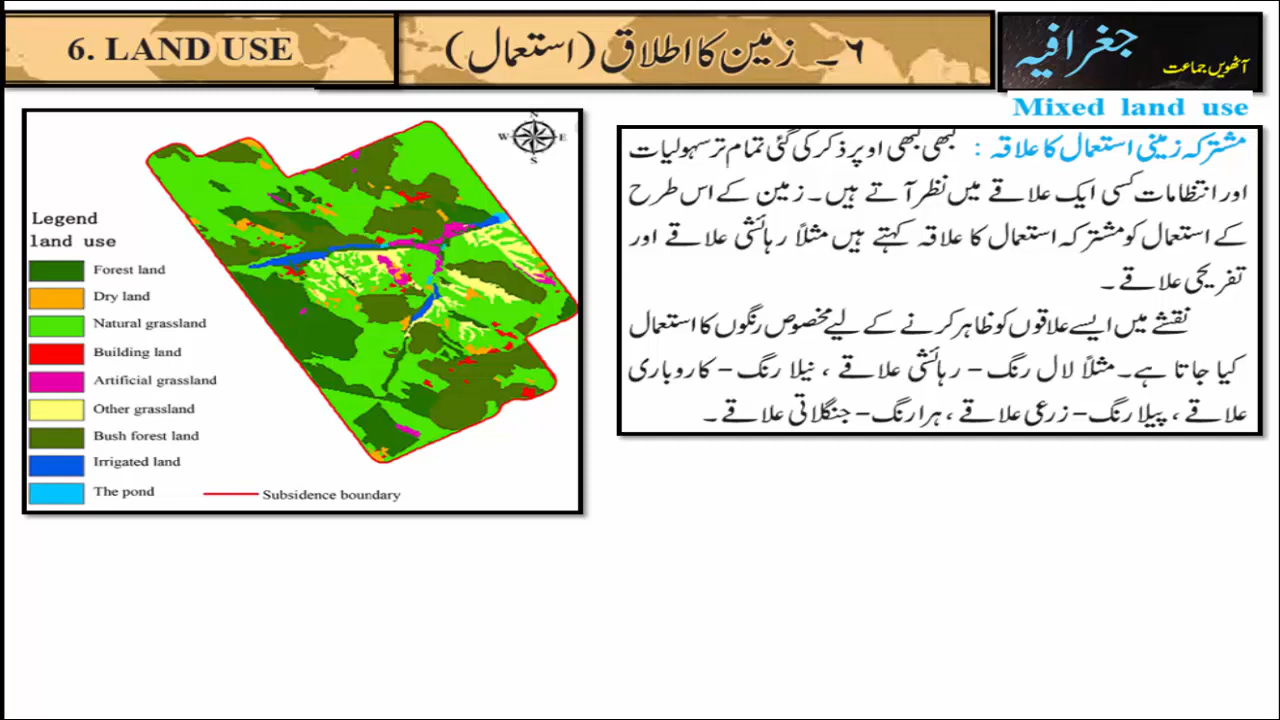 6. LAND USE
۶۔ زمین کا اطلاق (استعمال)
جغرافیہ
آٹھویں جماعت
Mixed land use
مشترکہ زمینی استعمال کا علاقہ : کبھی کبھی اوپر ذکر کی گئی تمام تر سہولیات
اور انتظامات کسی ایک علاقے میں نظر آتے ہیں۔ زمین کے اس طرح
کے استعمال کو مشترکہ استعمال کا علاقہ کہتے ہیں مثلاً رہائشی علاقے اور
تفریحی علاقے۔
نقشے میں ایسے علاقوں کو ظاہر کرنے کے لیے مخصوص رنگوں کا استعمال
کیا جاتا ہے۔ مثلاً لال رنگ - رہائشی علاقے ، نیلا رنگ - کاروباری
علاقے ، پیلا رنگ - زرعی علاقے ، ہرا رنگ - جنگلاتی علاقے۔
N
W E
S
Legend
land use
Forest land
Dry land
Natural grassland
Building land
Artificial grassland
Other grassland
Bush forest land
Irrigated land
The pond
Subsidence boundary